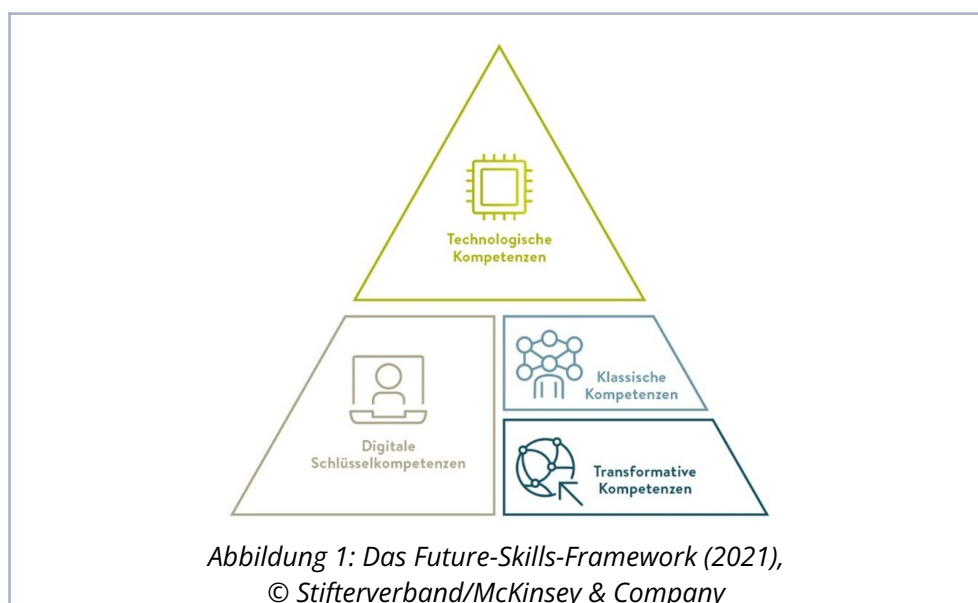 Technologische
Kompetenzen
Klassische
Kompetenzen
Digitale
Schlüsselkompetenzen
Transformative
Kompetenzen
Abbildung 1: Das Future-Skills-Framework (2021),
© Stifterverband/McKinsey & Company